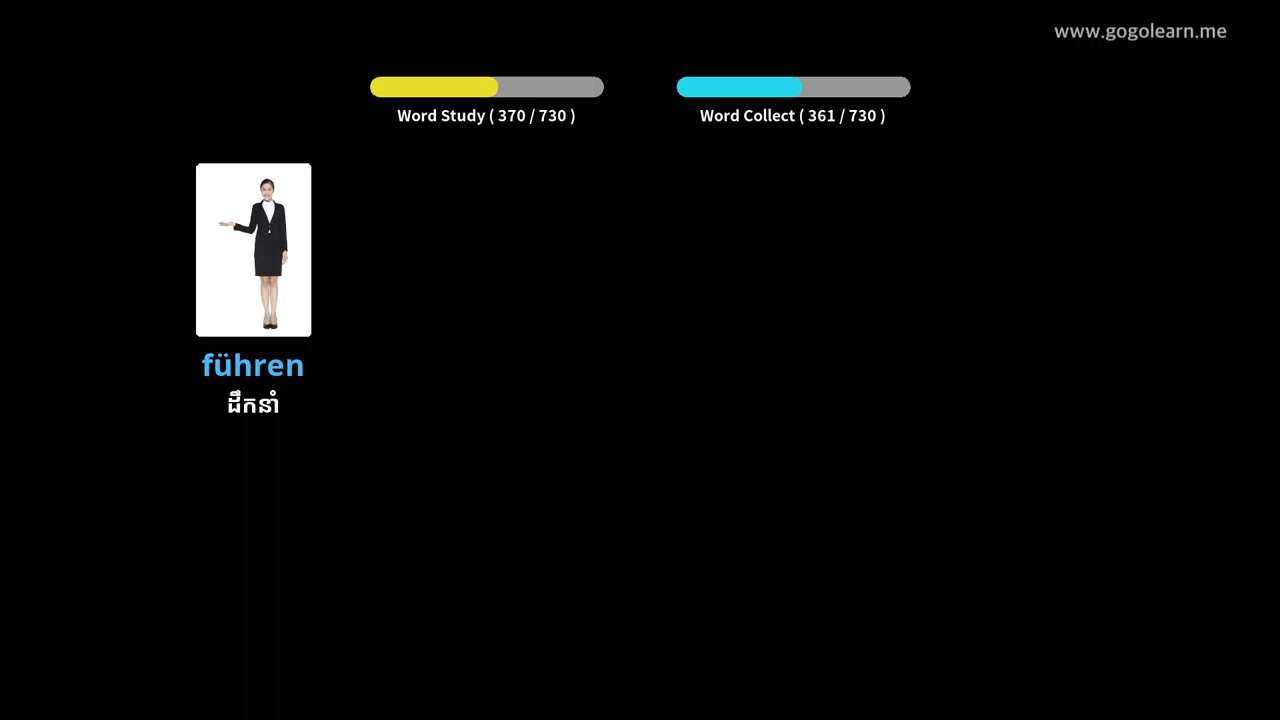 www.gogolearn.me
Word Study ( 370 / 730 )
Word Collect ( 361 / 730 )
führen
ដឹកនាំ